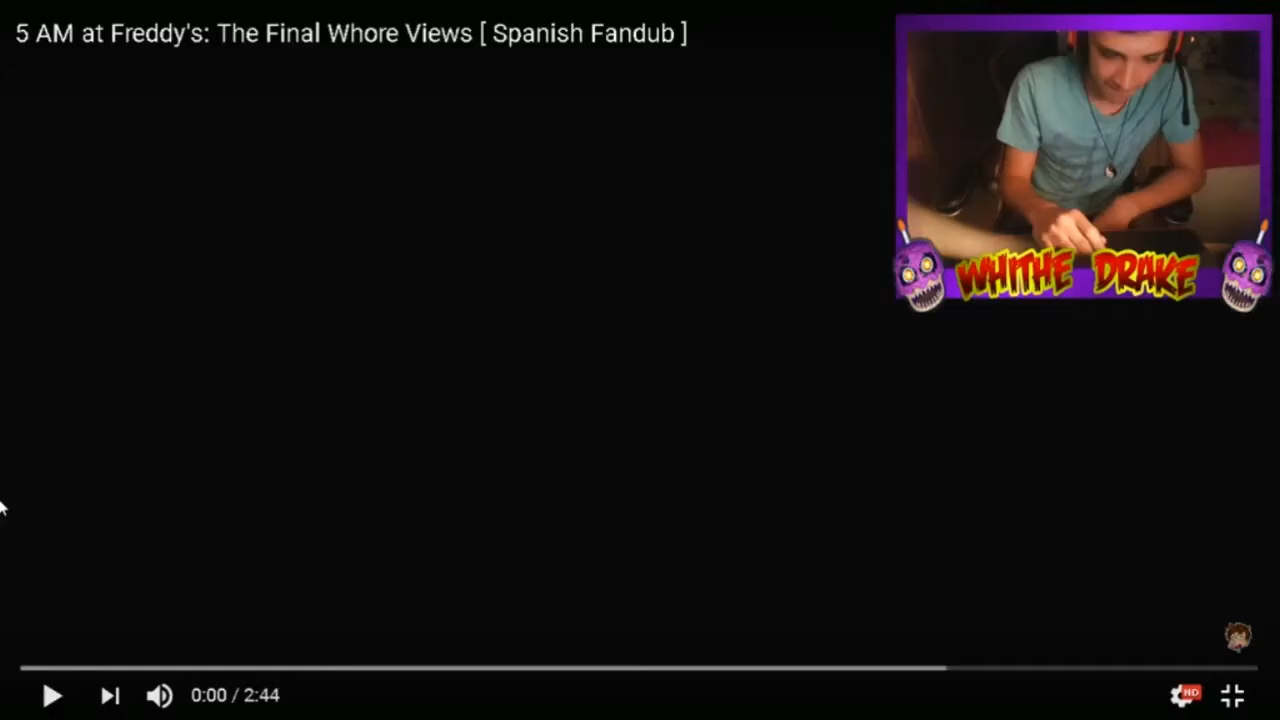 5 AM at Freddy's: The Final Whore Views [ Spanish Fandub ]
WHITHE DRAKE
0:00 / 2:44
HD